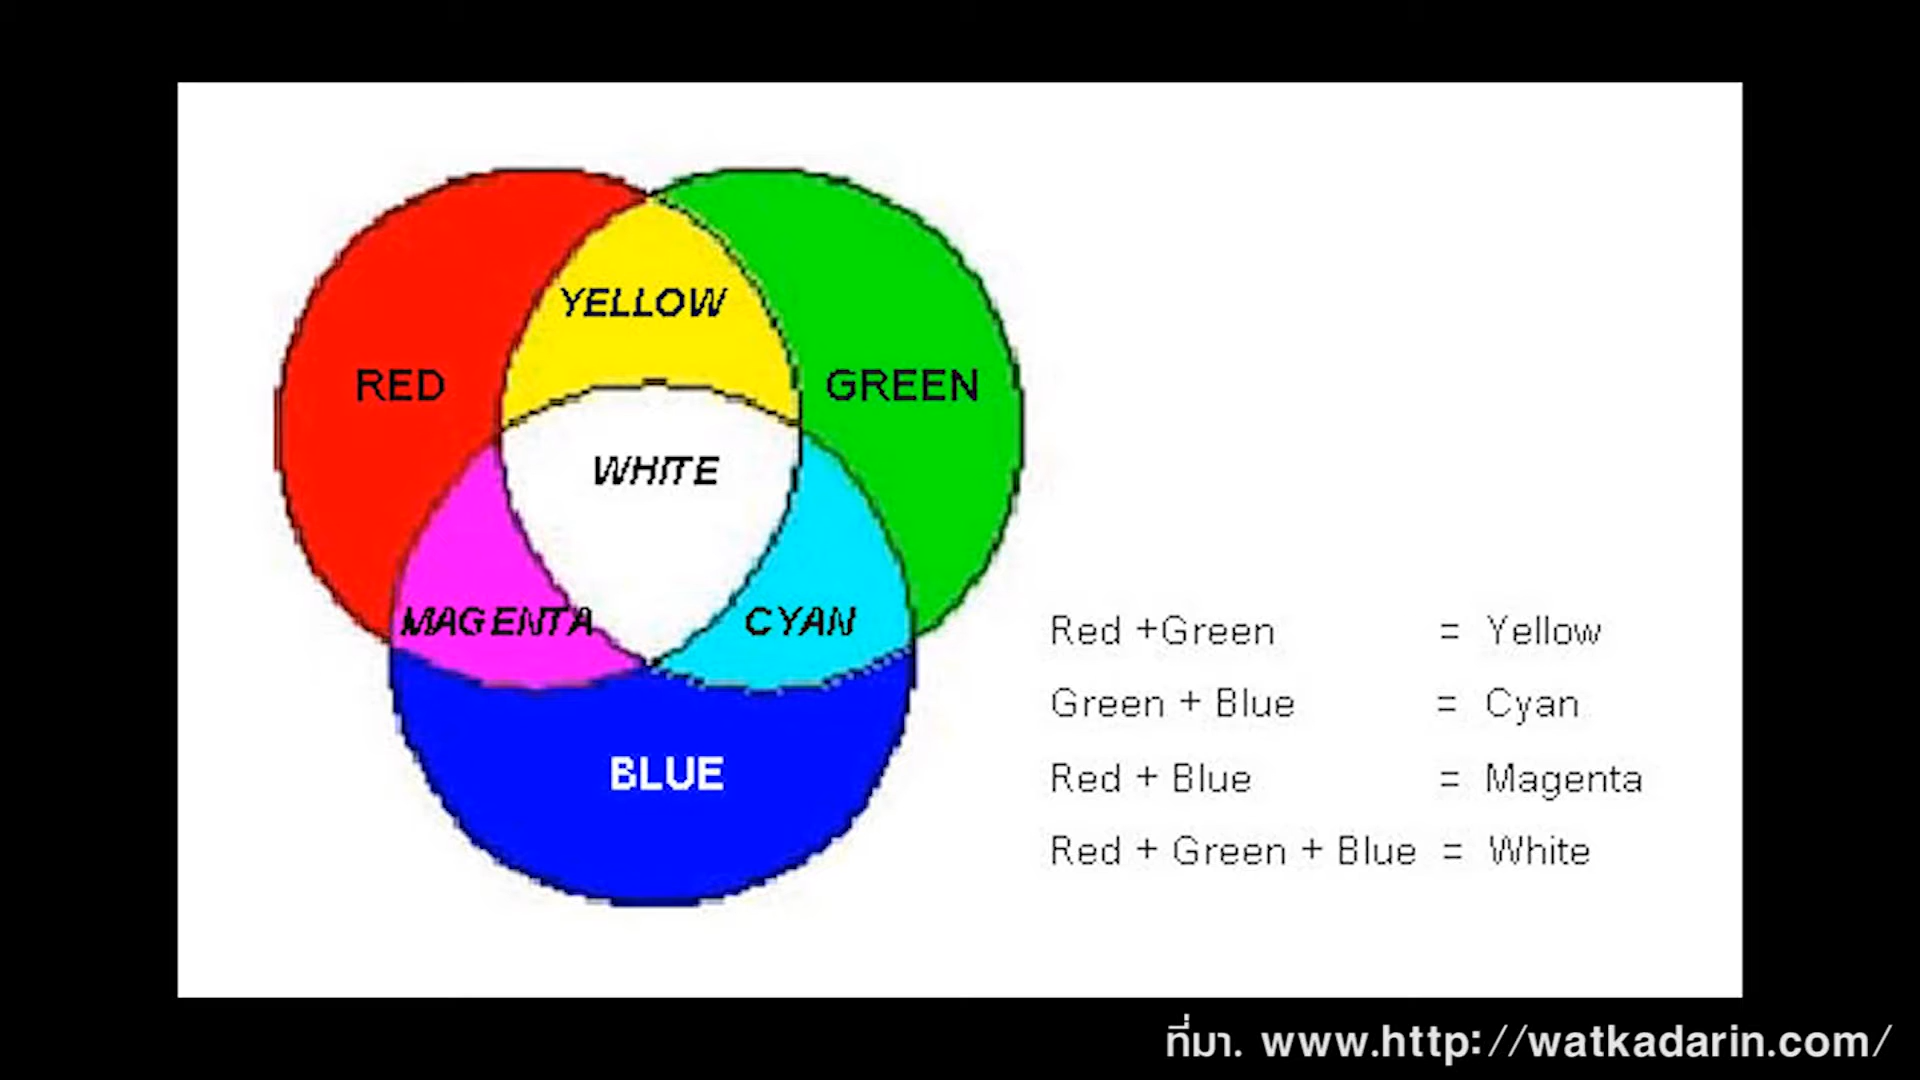 YELLOW
RED
GREEN
WHITE
MAGENTA
CYAN
BLUE
Red +Green = Yellow
Green + Blue = Cyan
Red + Blue = Magenta
Red + Green + Blue = White
ที่มา. www.http://watkadarin.com/